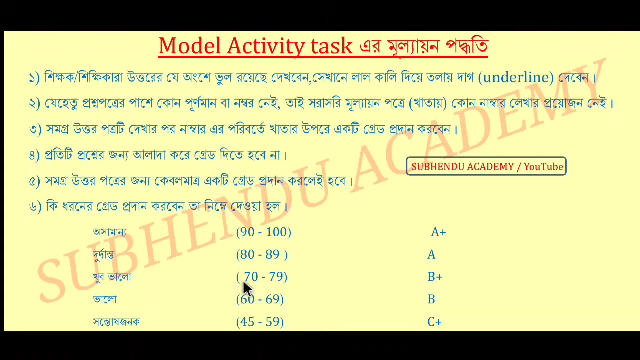 Model Activity task এর মূল্যায়ন পদ্ধতি
১) শিক্ষক/শিক্ষিকারা উত্তরের যে অংশে ভুল রয়েছে দেখবেন,সেখানে লাল কালি দিয়ে তলায় দাগ (underline) দেবেন।
২) যেহেতু প্রশ্নপত্রের পাশে কোন পূর্ণমান বা নম্বর নেই, তাই সরাসরি মূল্যায়ন পত্রে (খাতায়) কোন নাম্বার লেখার প্রয়োজন নেই।
৩) সমগ্র উত্তর পত্রটি দেখার পর নাম্বার এর পরিবর্তে খাতার উপরে একটি গ্রেড প্রদান করবেন।
৪) প্রতিটি প্রশ্নের জন্য আলাদা করে গ্রেড দিতে হবে না।
SUBHENDU ACADEMY / YouTube
৫) সমগ্র উত্তর পত্রের জন্য কেবলমাত্র একটি গ্রেড প্রদান করলেই হবে।
৬) কি ধরনের গ্রেড প্রদান করবেন তা নিম্নে দেওয়া হল।
অসামান্য (90 - 100) A+
দুর্দান্ত (80 - 89 ) A
খুব ভালো ( 70 - 79) B+
ভালো (60 - 69) B
সন্তোষজনক (45 - 59) C+
SUBHENDU ACADEMY